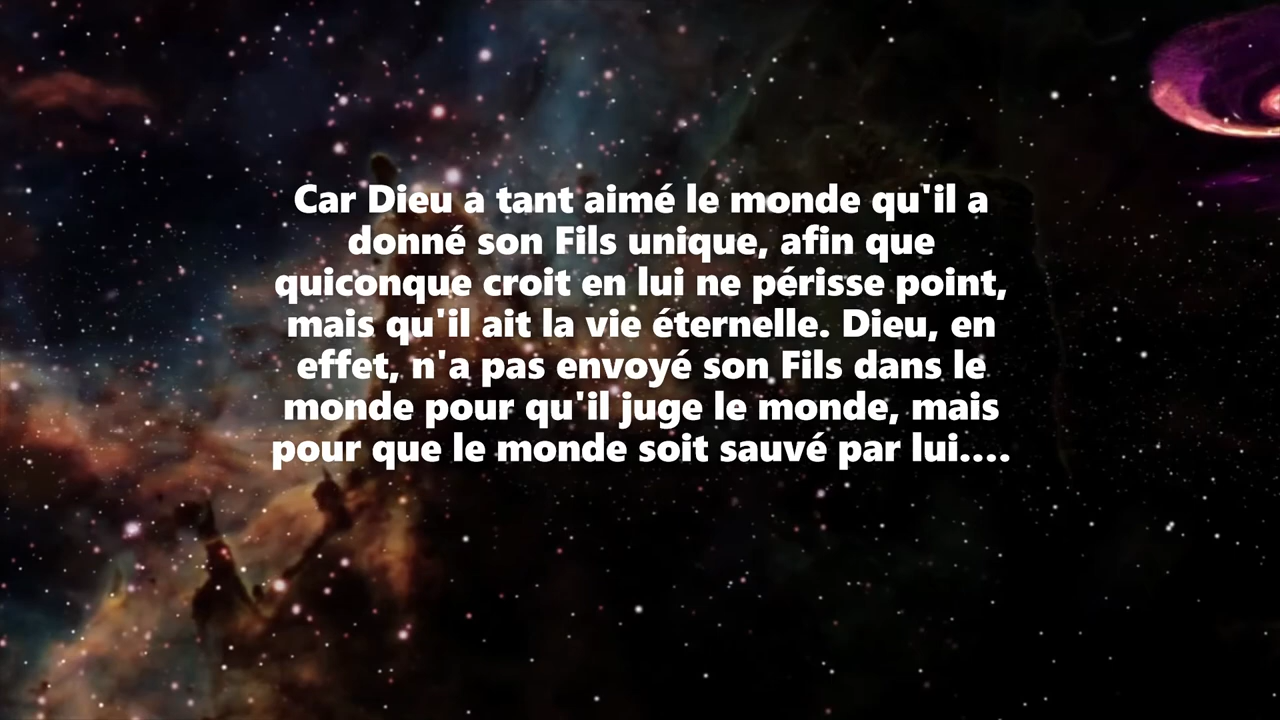 Car Dieu a tant aimé le monde qu'il a
donné son Fils unique, afin que
quiconque croit en lui ne périsse point,
mais qu'il ait la vie éternelle. Dieu, en
effet, n'a pas envoyé son Fils dans le
monde pour qu'il juge le monde, mais
pour que le monde soit sauvé par lui....